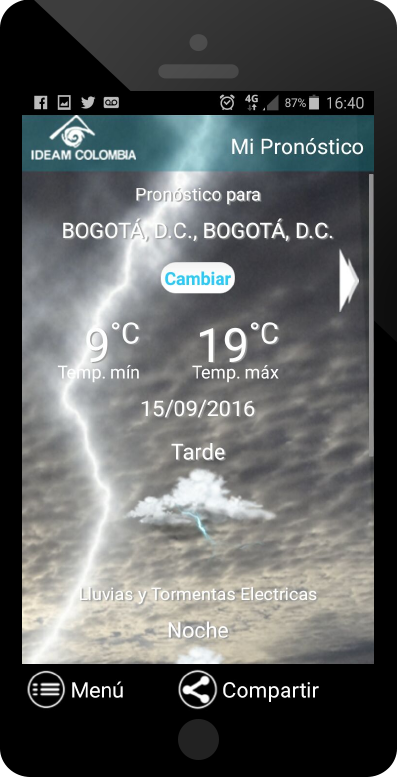 4G
87%
16:40
IDEAM COLOMBIA
Mi Pronóstico
Pronóstico para
BOGOTÁ, D.C., BOGOTÁ, D.C.
Cambiar
9°C
19°C
Temp. mín
Temp. máx
15/09/2016
Tarde
Lluvias y Tormentas Electricas
Noche
Menú
Compartir